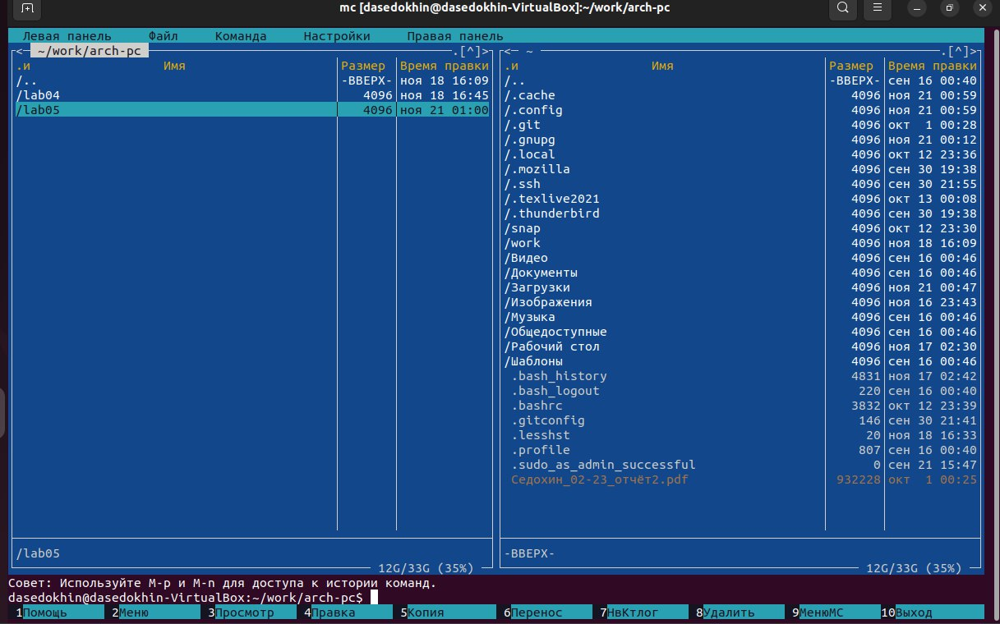 mc [dasedokhin@dasedokhin-VirtualBox]:~/work/arch-pc
Левая панель Файл Команда Настройки Правая панель
<─ ~/work/arch-pc .[^]>
.и Имя Размер Время правки
/.. -ВВЕРХ- ноя 18 16:09
/lab04 4096 ноя 18 16:45
/lab05 4096 ноя 21 01:00
/lab05
12G/33G (35%)
<─ ~ .[^]>
.и Имя Размер Время правки
/.. -ВВЕРХ- сен 16 00:40
/.cache 4096 ноя 21 00:59
/.config 4096 ноя 21 00:59
/.git 4096 окт 1 00:28
/.gnupg 4096 ноя 21 00:12
/.local 4096 окт 12 23:36
/.mozilla 4096 сен 30 19:38
/.ssh 4096 сен 30 21:55
/.texlive2021 4096 окт 13 00:08
/.thunderbird 4096 сен 30 19:38
/snap 4096 окт 12 23:30
/work 4096 ноя 18 16:09
/Видео 4096 сен 16 00:46
/Документы 4096 сен 16 00:46
/Загрузки 4096 ноя 21 00:47
/Изображения 4096 ноя 16 23:43
/Музыка 4096 сен 16 00:46
/Общедоступные 4096 сен 16 00:46
/Рабочий стол 4096 ноя 17 02:30
/Шаблоны 4096 сен 16 00:46
.bash_history 4831 ноя 17 02:42
.bash_logout 220 сен 16 00:40
.bashrc 3832 окт 12 23:39
.gitconfig 146 сен 30 21:41
.lesshst 20 ноя 18 16:33
.profile 807 сен 16 00:40
.sudo_as_admin_successful 0 сен 21 15:47
Седохин_02-23_отчёт2.pdf 932228 окт 1 00:25
-ВВЕРХ-
12G/33G (35%)
Совет: Используйте M-p и M-n для доступа к истории команд.
dasedokhin@dasedokhin-VirtualBox:~/work/arch-pc$
1Помощь 2Меню 3Просмотр 4Правка 5Копия 6Перенос 7НвКтлог 8Удалить 9МенюМС 10Выход